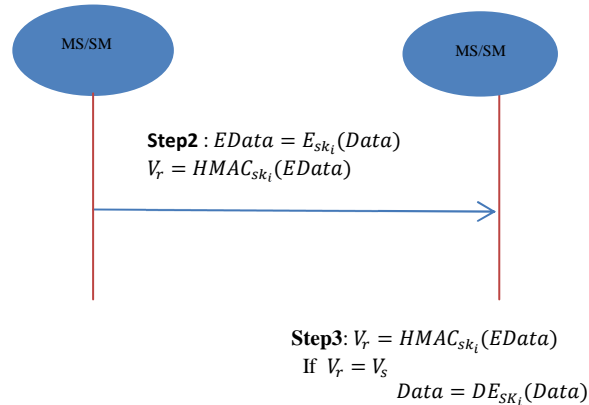 MS/SM
MS/SM
Step2 : EData = E_{sk_i}(Data)
V_r = HMAC_{sk_i}(EData)
Step3: V_r = HMAC_{sk_i}(EData)
If V_r = V_s
Data = DE_{SK_i}(Data)